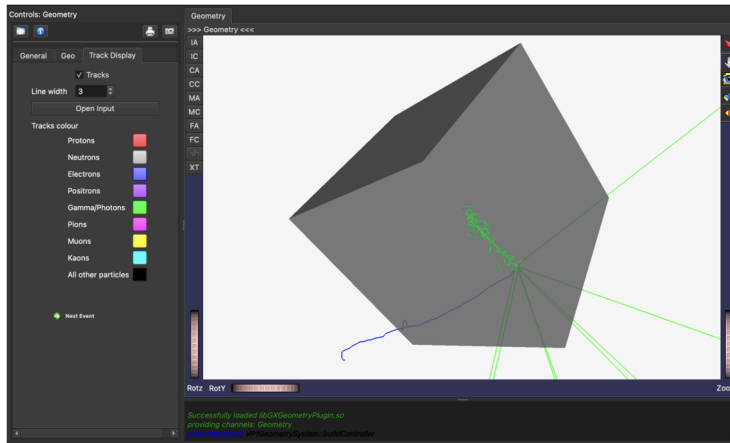 Controls: Geometry
General Geo Track Display
Tracks
Line width 3
Open Input
Tracks colour
Protons
Neutrons
Electrons
Positrons
Gamma/Photons
Pions
Muons
Kaons
All other particles
Next Event
Geometry
>>> Geometry <<<
IA
IC
CA
CC
MA
MC
FA
FC
XT
Rotz RotY
Zoo
Successfully loaded libGXGeometryPlugin.so
providing channels: Geometry
VP1GeometrySystem::buildController